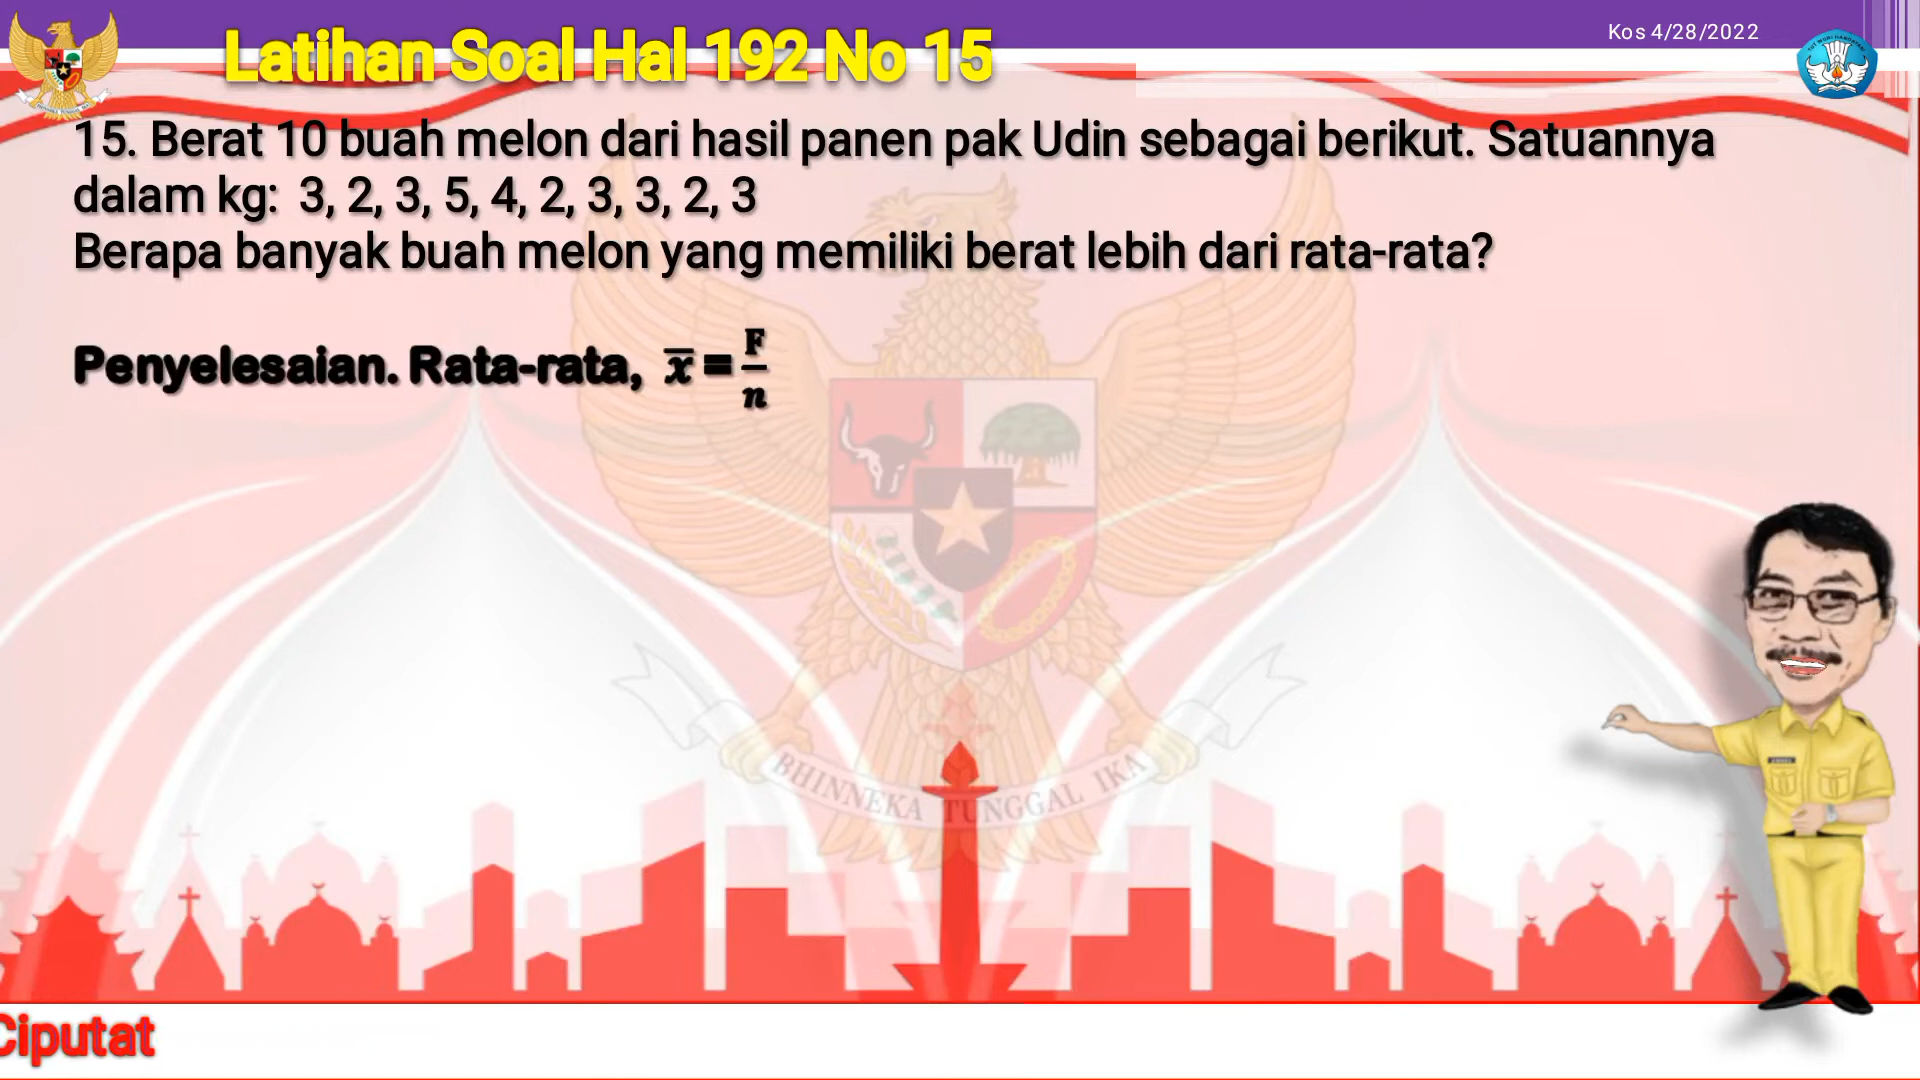 Kos 4/28/2022
Latihan Soal Hal 192 No 15
15. Berat 10 buah melon dari hasil panen pak Udin sebagai berikut. Satuannya
dalam kg: 3, 2, 3, 5, 4, 2, 3, 3, 2, 3
Berapa banyak buah melon yang memiliki berat lebih dari rata-rata?
Penyelesaian. Rata-rata, x̅ = F/n
BHINNEKA TUNGGAL IKA
Ciputat